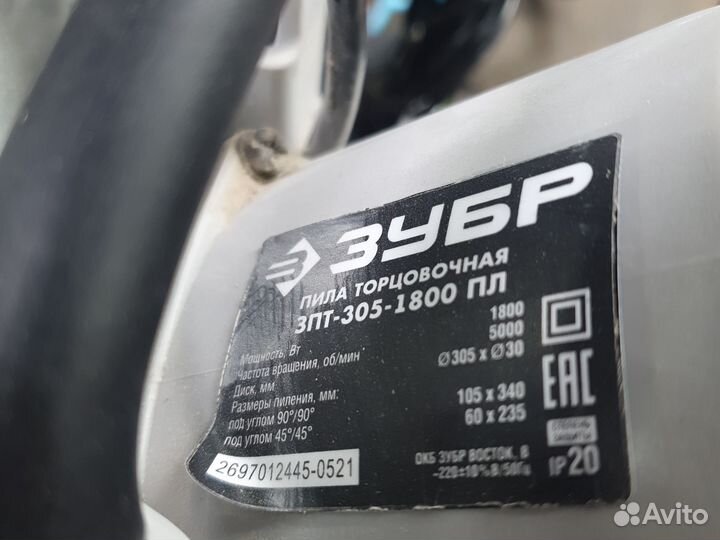 ЗУБР
ПИЛА ТОРЦОВОЧНАЯ
ЗПТ-305-1800 ПЛ
Мощность, Вт 1800
Частота вращения, об/мин 5000
Диск, мм Ø305 x Ø30
Размеры пиления, мм:
под углом 90°/90° 105 x 340
под углом 45°/45° 60 x 235
EAC
СТЕПЕНЬ ЗАЩИТЫ
IP20
ОКБ ЗУБР ВОСТОК, В
~220±10% В/50Гц
2697012445-0521
Avito